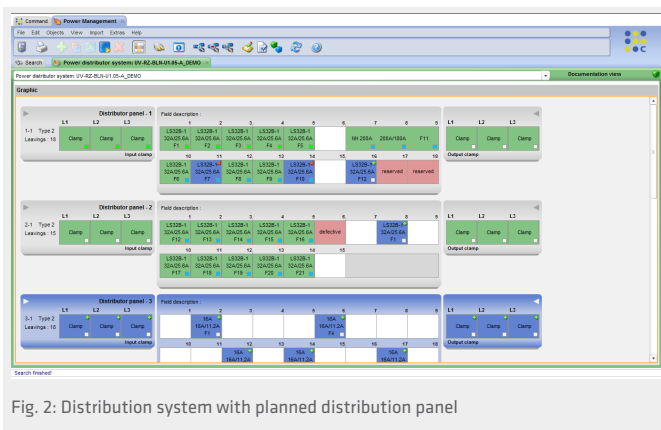 Command Power Management
File Edit Objects View Import Extras Help
Search Power distributor system: UV-RZ-BLN-U1.05-A_DEMO
Power distributor system: UV-RZ-BLN-U1.05-A_DEMO Documentation view
Graphic
Distributor panel - 1 Field description :
L1 L2 L3 1 2 3 4 5 6 7 8 9 L1 L2 L3
1-1 Type 2 Leavings : 18 Clamp Clamp Clamp
LS32B-1 LS32B-1 LS32B-1 LS32B-1 LS32B-1
32A/25.6A 32A/25.6A 32A/25.6A 32A/25.6A 32A/25.6A NH 200A 200A/180A F11 Clamp Clamp Clamp
F1 F2 F3 F4 F5
Input clamp 10 11 12 13 14 15 16 17 18 Output clamp
LS32B-1 LS32B-1 LS32B-1 LS32B-1 LS32B-1 LS32B-1
32A/25.6A 32A/25.6A 32A/25.6A 32A/25.6A 32A/25.6A 32A/25.6A reserved reserved
F6 F7 F8 F9 F10 F12
Distributor panel - 2 Field description :
L1 L2 L3 1 2 3 4 5 6 7 8 9 L1 L2 L3
2-1 Type 2 Leavings : 15 Clamp Clamp Clamp
LS32B-1 LS32B-1 LS32B-1 LS32B-1 LS32B-1 LS32B-1
32A/25.6A 32A/25.6A 32A/25.6A 32A/25.6A 32A/25.6A defective 32A/25.6A Clamp Clamp Clamp
F12 F13 F14 F15 F16 F1
Input clamp 10 11 12 13 14 15 Output clamp
LS32B-1 LS32B-1 LS32B-1 LS32B-1 LS32B-1
32A/25.6A 32A/25.6A 32A/25.6A 32A/25.6A 32A/25.6A
F17 F18 F19 F20 F21
Distributor panel - 3 Field description :
L1 L2 L3 1 2 3 4 5 6 7 8 9 L1 L2 L3
3-1 Type 2 Leavings : 18 Clamp Clamp Clamp
16A 16A
16A/11.2A 16A/11.2A Clamp Clamp Clamp
F1 F4
Input clamp 10 11 12 13 14 15 16 17 18 Output clamp
16A 16A 16A
16A/11.2A 16A/11.2A 16A/11.2A
Search finished!
Fig. 2: Distribution system with planned distribution panel